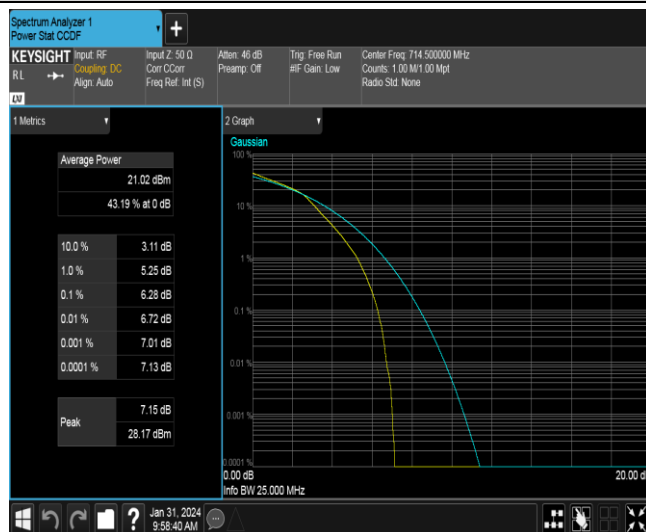 Spectrum Analyzer 1
Power Stat CCDF
KEYSIGHT
RL
LXI
Input: RF
Coupling: DC
Align: Auto
Input Z: 50 Ω
Corr CCorr
Freq Ref: Int (S)
Atten: 46 dB
Preamp: Off
Trig: Free Run
#IF Gain: Low
Center Freq: 714.500000 MHz
Counts: 1.00 M/1.00 Mpt
Radio Std: None
1 Metrics
Average Power
21.02 dBm
43.19 % at 0 dB
10.0 % 3.11 dB
1.0 % 5.25 dB
0.1 % 6.28 dB
0.01 % 6.72 dB
0.001 % 7.01 dB
0.0001 % 7.13 dB
Peak
7.15 dB
28.17 dBm
2 Graph
Gaussian
100 %
10 %
1 %
0.1 %
0.01 %
0.001 %
0.0001 %
0.00 dB
20.00 d
Info BW 25.000 MHz
?
Jan 31, 2024
9:58:40 AM